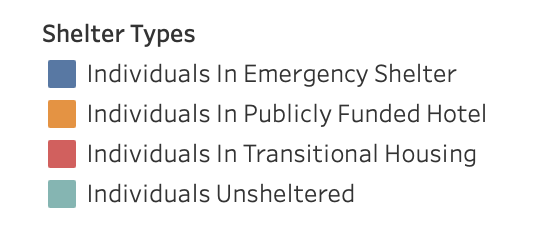 Shelter Types
Individuals In Emergency Shelter
Individuals In Publicly Funded Hotel
Individuals In Transitional Housing
Individuals Unsheltered